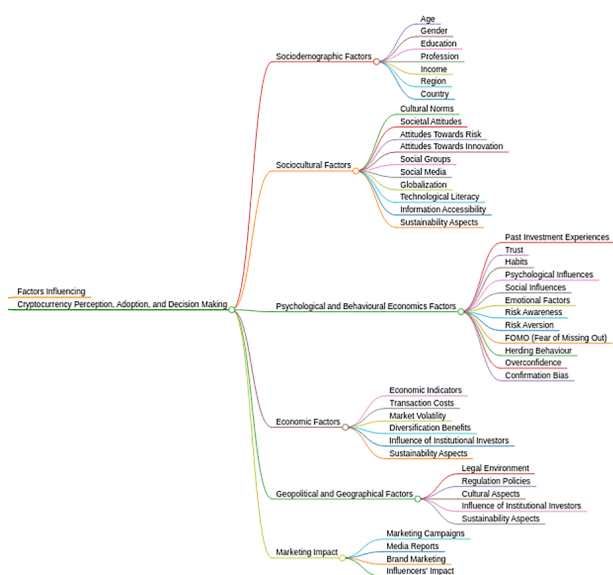 Factors Influencing
Cryptocurrency Perception, Adoption, and Decision Making
Sociodemographic Factors
Age
Gender
Education
Profession
Income
Region
Country
Sociocultural Factors
Cultural Norms
Societal Attitudes
Attitudes Towards Risk
Attitudes Towards Innovation
Social Groups
Social Media
Globalization
Technological Literacy
Information Accessibility
Sustainability Aspects
Psychological and Behavioural Economics Factors
Past Investment Experiences
Trust
Habits
Psychological Influences
Social Influences
Emotional Factors
Risk Awareness
Risk Aversion
FOMO (Fear of Missing Out)
Herding Behaviour
Overconfidence
Confirmation Bias
Economic Factors
Economic Indicators
Transaction Costs
Market Volatility
Diversification Benefits
Influence of Institutional Investors
Sustainability Aspects
Geopolitical and Geographical Factors
Legal Environment
Regulation Policies
Cultural Aspects
Influence of Institutional Investors
Sustainability Aspects
Marketing Impact
Marketing Campaigns
Media Reports
Brand Marketing
Influencers' Impact